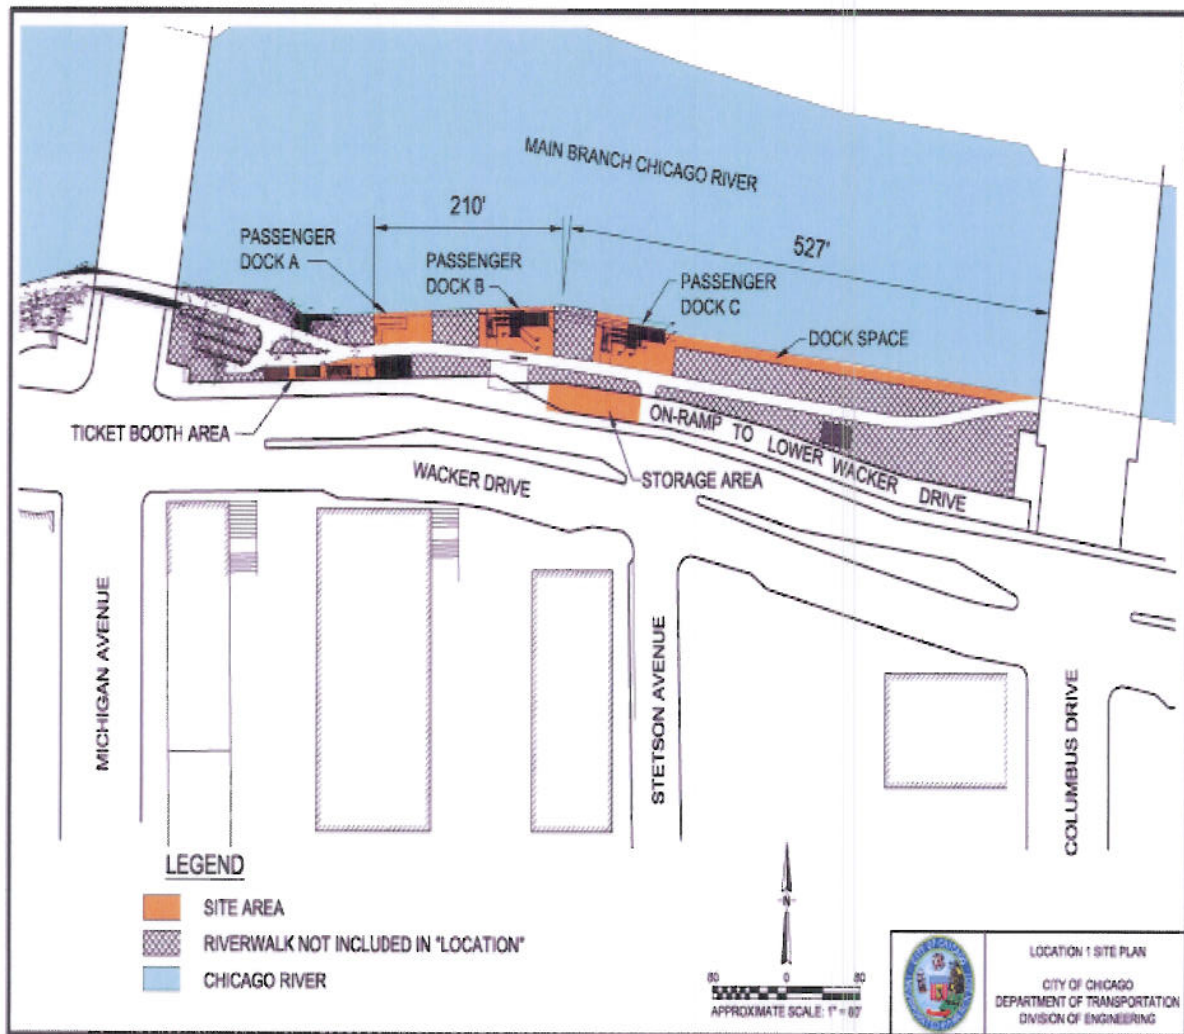 MAIN BRANCH CHICAGO RIVER
210'
527'
PASSENGER
DOCK A
PASSENGER
DOCK B
PASSENGER
DOCK C
DOCK SPACE
TICKET BOOTH AREA
ON-RAMP TO LOWER WACKER DRIVE
STORAGE AREA
WACKER DRIVE
MICHIGAN AVENUE
STETSON AVENUE
COLUMBUS DRIVE
LEGEND
SITE AREA
RIVERWALK NOT INCLUDED IN "LOCATION"
CHICAGO RIVER
N
80 0 80
APPROXIMATE SCALE: 1" = 80'
LOCATION 1 SITE PLAN
CITY OF CHICAGO
DEPARTMENT OF TRANSPORTATION
DIVISION OF ENGINEERING